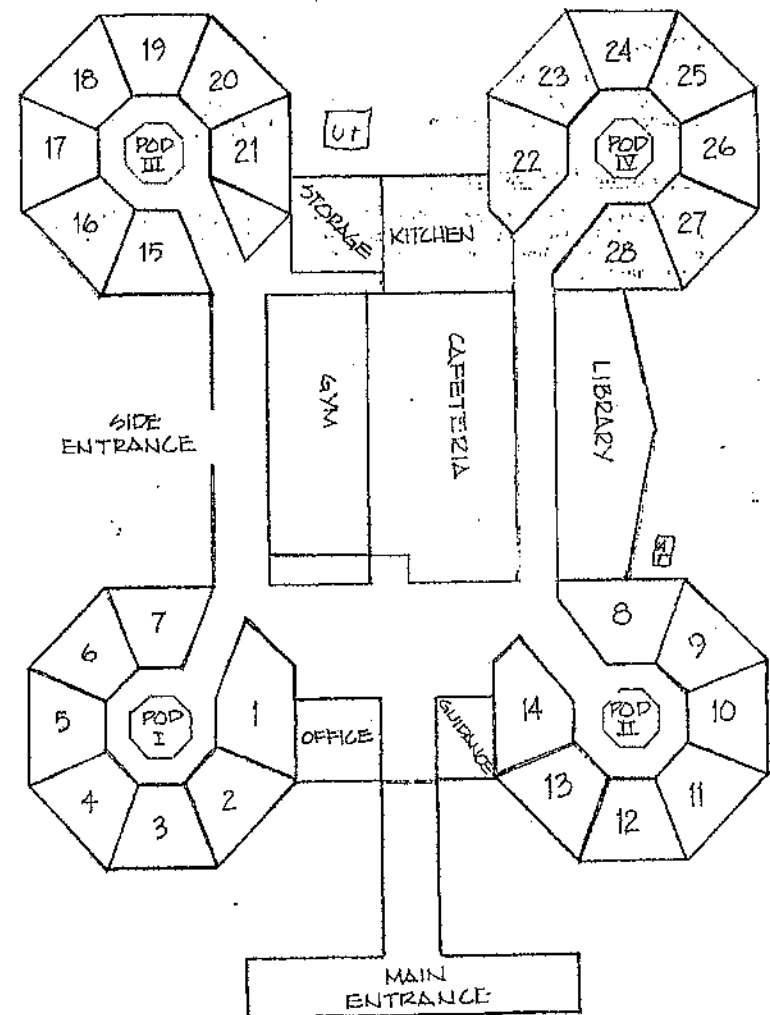 19
24
18
20
23
25
UT
17
POD
III
21
22
POD
IV
26
16
15
STORAGE
KITCHEN
28
27
GYM
CAFETERIA
LIBRARY
SIDE
ENTRANCE
7
8
6
9
5
POD
I
1
OFFICE
GUIDANCE
14
POD
II
10
4
3
2
13
12
11
MAIN
ENTRANCE